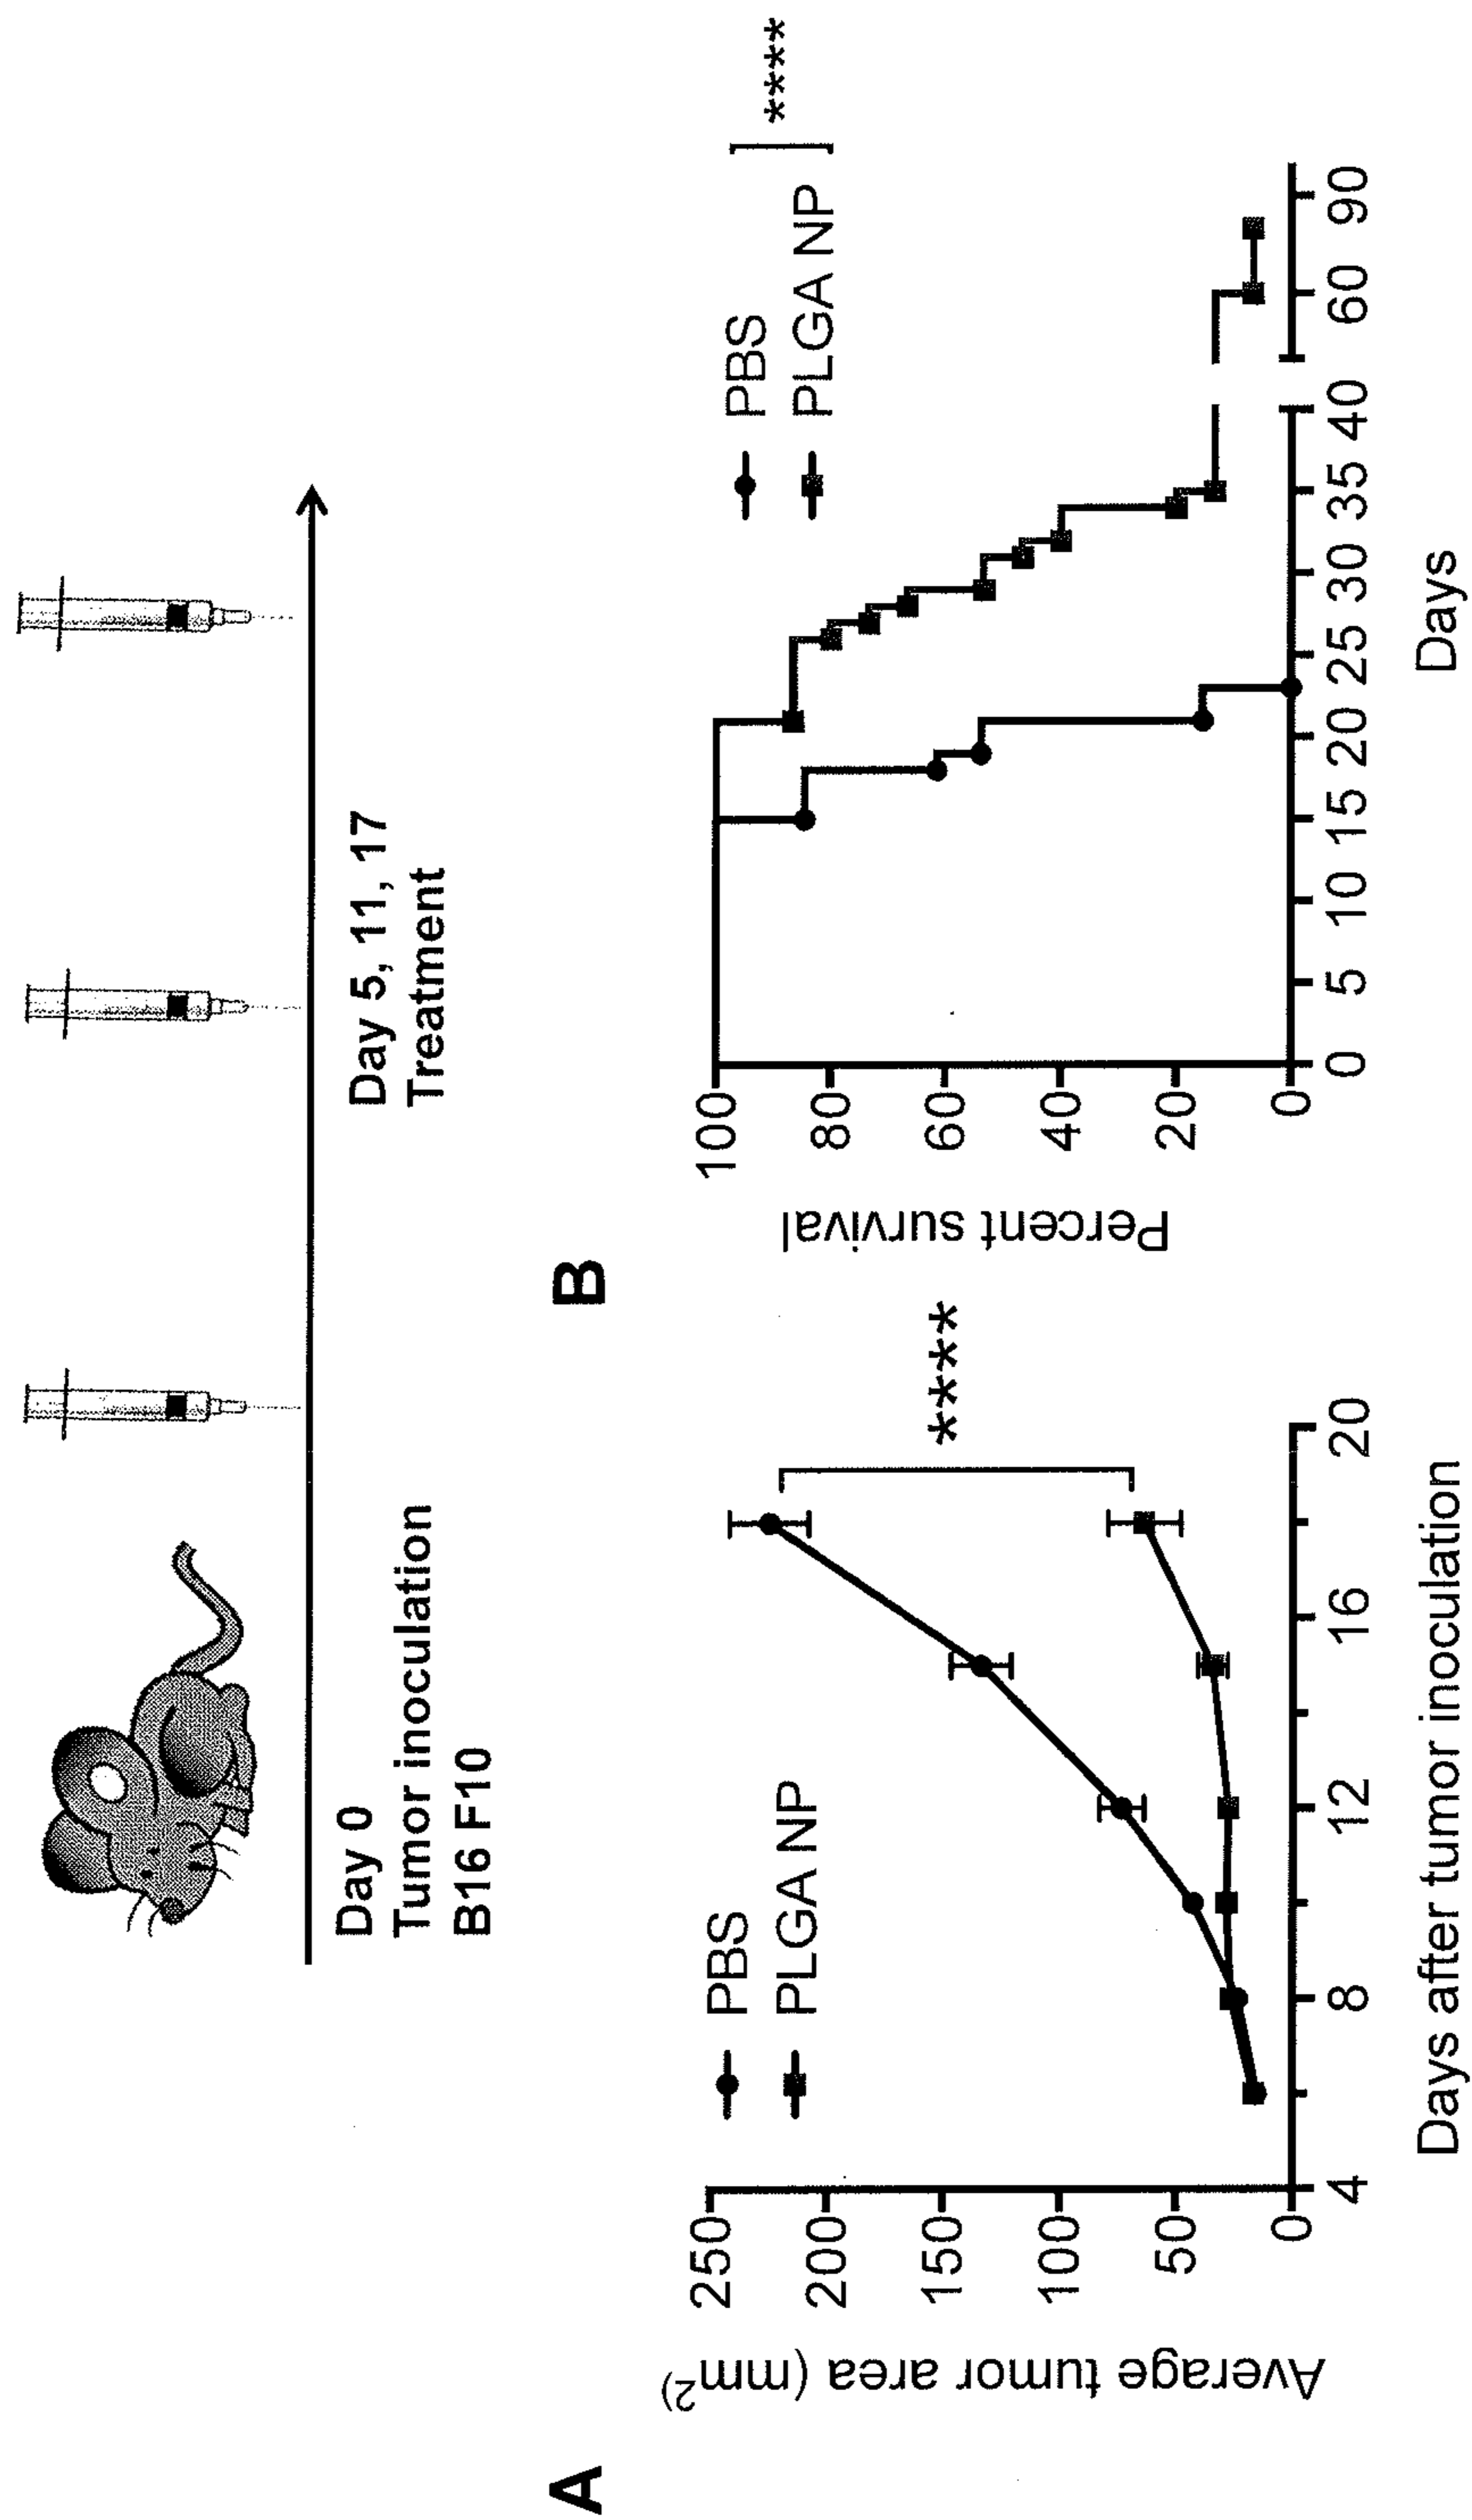 Day 0
Tumor inoculation
B16 F10
Day 5, 11, 17
Treatment
A
Average tumor area (mm²)
250
200
150
100
50
0
4
8
12
16
20
Days after tumor inoculation
PBS
PLGA NP
****
B
Percent survival
100
80
60
40
20
0
0
5
10
15
20
25
30
35
40
60
90
Days
PBS
PLGA NP
****